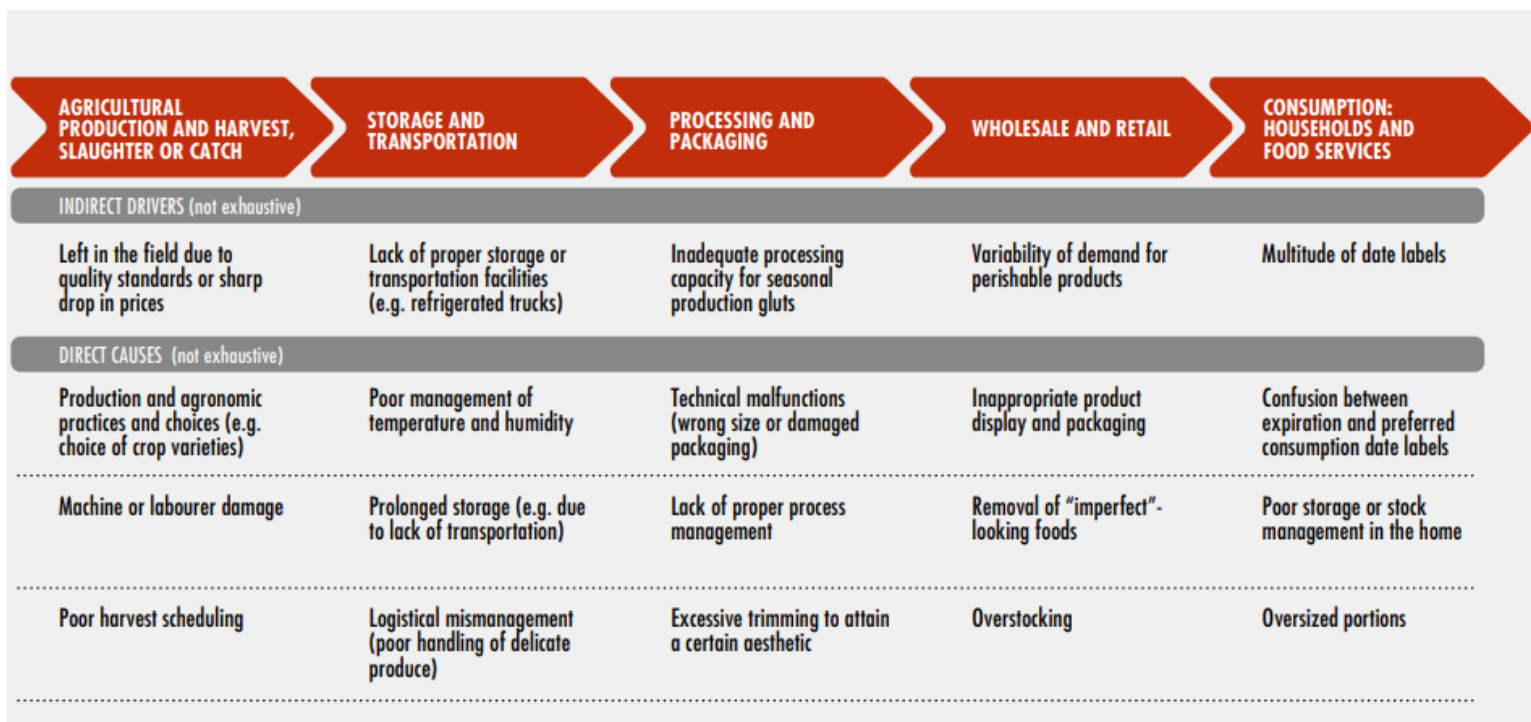 AGRICULTURAL
PRODUCTION AND HARVEST,
SLAUGHTER OR CATCH
STORAGE AND
TRANSPORTATION
PROCESSING AND
PACKAGING
WHOLESALE AND RETAIL
CONSUMPTION:
HOUSEHOLDS AND
FOOD SERVICES
INDIRECT DRIVERS (not exhaustive)
Left in the field due to
quality standards or sharp
drop in prices
Lack of proper storage or
transportation facilities
(e.g. refrigerated trucks)
Inadequate processing
capacity for seasonal
production gluts
Variability of demand for
perishable products
Multitude of date labels
DIRECT CAUSES (not exhaustive)
Production and agronomic
practices and choices (e.g.
choice of crop varieties)
Poor management of
temperature and humidity
Technical malfunctions
(wrong size or damaged
packaging)
Inappropriate product
display and packaging
Confusion between
expiration and preferred
consumption date labels
Machine or labourer damage
Prolonged storage (e.g. due
to lack of transportation)
Lack of proper process
management
Removal of “imperfect”-
looking foods
Poor storage or stock
management in the home
Poor harvest scheduling
Logistical mismanagement
(poor handling of delicate
produce)
Excessive trimming to attain
a certain aesthetic
Overstocking
Oversized portions